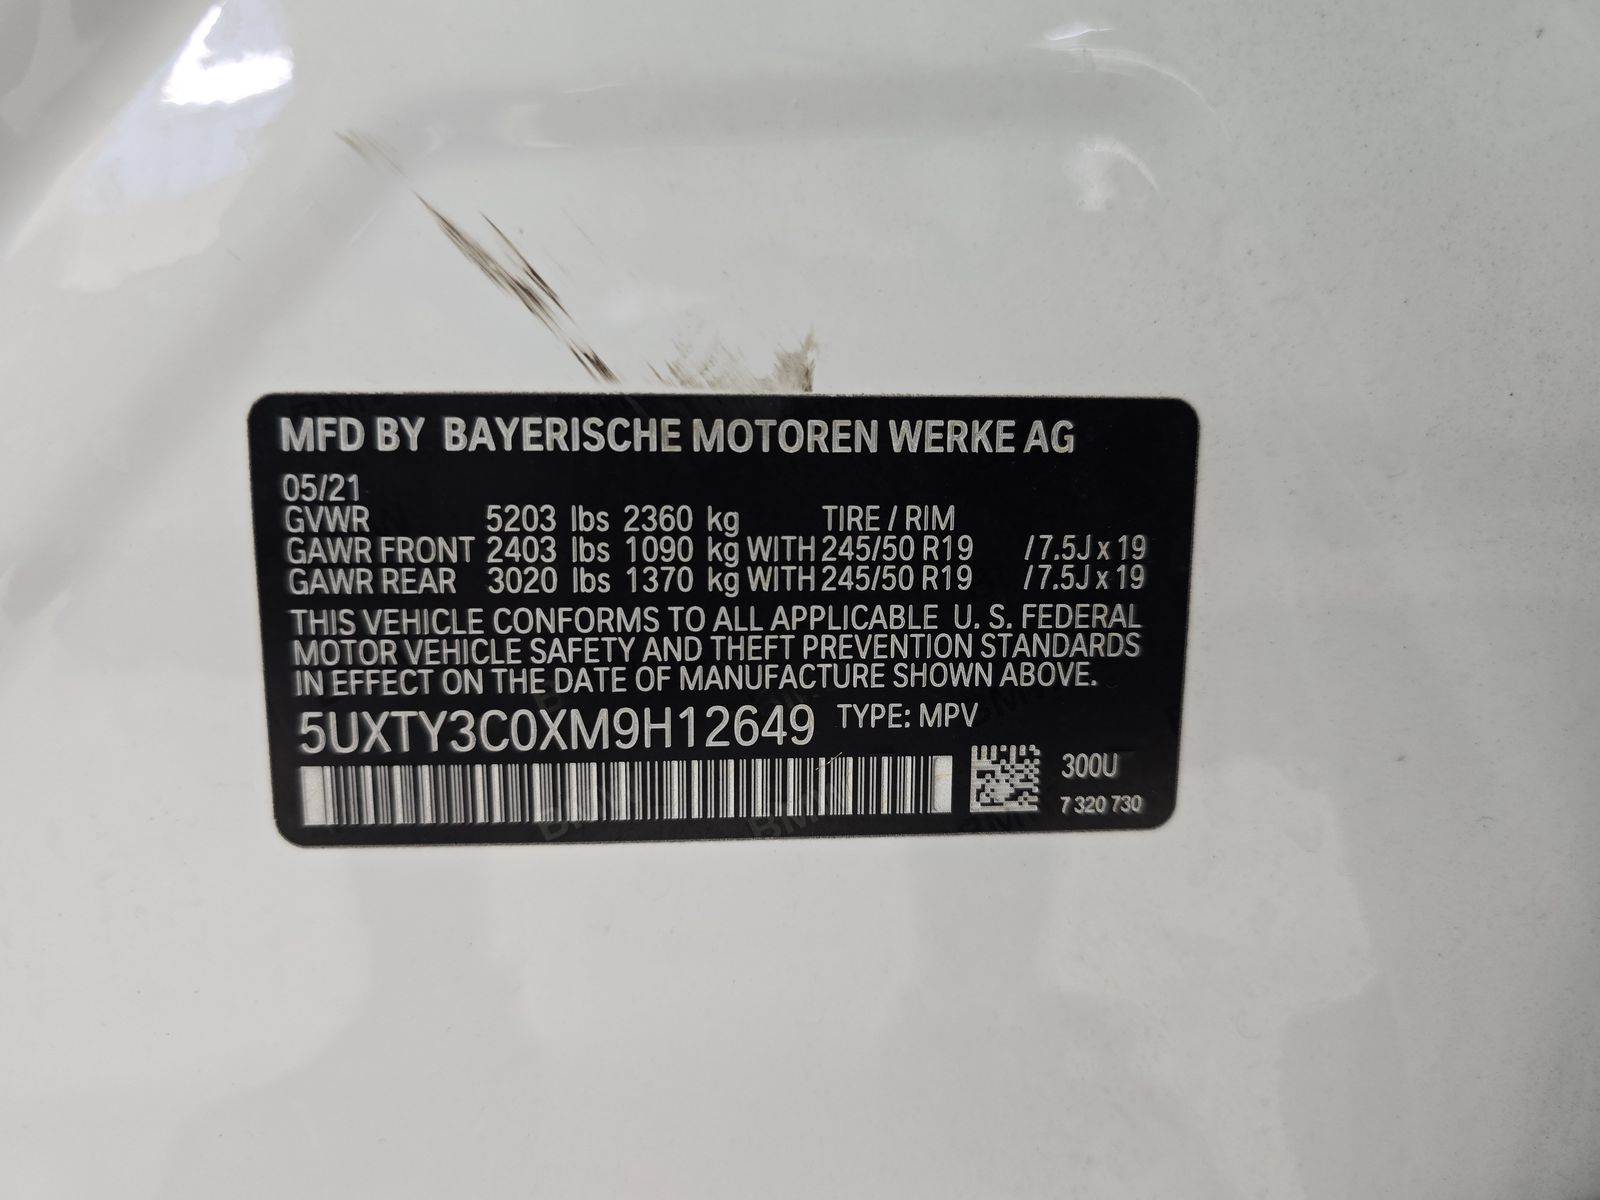 MFD BY BAYERISCHE MOTOREN WERKE AG
05/21
GVWR 5203 lbs 2360 kg TIRE / RIM
GAWR FRONT 2403 lbs 1090 kg WITH 245/50 R19 / 7.5J x 19
GAWR REAR 3020 lbs 1370 kg WITH 245/50 R19 / 7.5J x 19
THIS VEHICLE CONFORMS TO ALL APPLICABLE U. S. FEDERAL
MOTOR VEHICLE SAFETY AND THEFT PREVENTION STANDARDS
IN EFFECT ON THE DATE OF MANUFACTURE SHOWN ABOVE.
5UXTY3C0XM9H12649 TYPE: MPV
300U
7 320 730